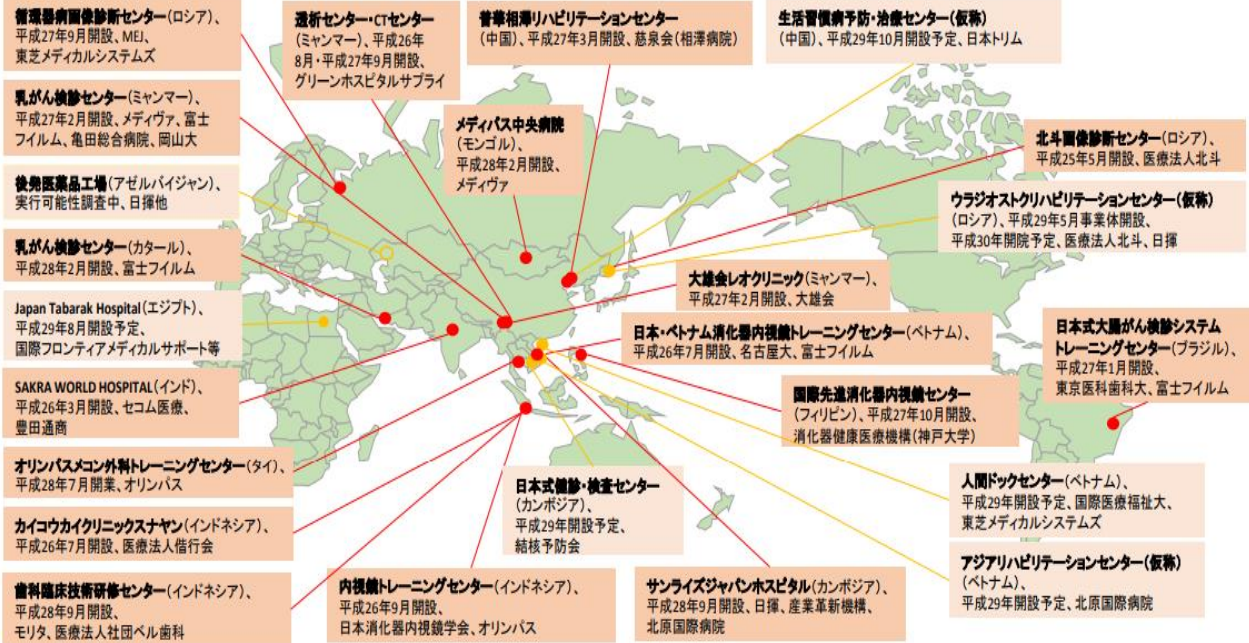 循環器病画像診断センター(ロシア)、
平成27年9月開設、MEJ、
東芝メディカルシステムズ
透析センター・CTセンター
(ミャンマー)、平成26年
8月・平成27年9月開設、
グリーンホスピタルサプライ
普華相澤リハビリテーションセンター
(中国)、平成27年3月開設、慈泉会(相澤病院)
生活習慣病予防・治療センター(仮称)
(中国)、平成29年10月開設予定、日本トリム
乳がん検診センター(ミャンマー)、
平成27年2月開設、メディヴァ、富士
フイルム、亀田総合病院、岡山大
メディパス中央病院
(モンゴル)、
平成28年2月開設、
メディヴァ
北斗画像診断センター(ロシア)、
平成25年5月開設、医療法人北斗
後発医薬品工場(アゼルバイジャン)、
実行可能性調査中、日揮他
ウラジオストクリハビリテーションセンター(仮称)
(ロシア)、平成29年5月事業体開設、
平成30年開院予定、医療法人北斗、日揮
乳がん検診センター(カタール)、
平成28年2月開設、富士フイルム
大雄会レオクリニック(ミャンマー)、
平成27年2月開設、大雄会
Japan Tabarak Hospital(エジプト)、
平成29年8月開設予定、
国際フロンティアメディカルサポート等
日本・ベトナム消化器内視鏡トレーニングセンター(ベトナム)、
平成26年7月開設、名古屋大、富士フイルム
日本式大腸がん検診システム
トレーニングセンター(ブラジル)、
平成27年1月開設、
東京医科歯科大、富士フイルム
SAKRA WORLD HOSPITAL(インド)、
平成26年3月開設、セコム医療、
豊田通商
国際先進消化器内視鏡センター
(フィリピン)、平成27年10月開設、
消化器健康医療機構(神戸大学)
オリンパスメコン外科トレーニングセンター(タイ)、
平成28年7月開業、オリンパス
日本式健診・検査センター
(カンボジア)、
平成29年開設予定、
結核予防会
人間ドックセンター(ベトナム)、
平成29年開設予定、国際医療福祉大、
東芝メディカルシステムズ
カイコウカイクリニックスナヤン(インドネシア)、
平成26年7月開設、医療法人偕行会
アジアリハビリテーションセンター(仮称)
(ベトナム)、
平成29年開設予定、北原国際病院
歯科臨床技術研修センター(インドネシア)、
平成28年9月開設、
モリタ、医療法人社団ベル歯科
内視鏡トレーニングセンター(インドネシア)、
平成26年9月開設、
日本消化器内視鏡学会、オリンパス
サンライズジャパンホスピタル(カンボジア)、
平成28年9月開設、日揮、産業革新機構、
北原国際病院